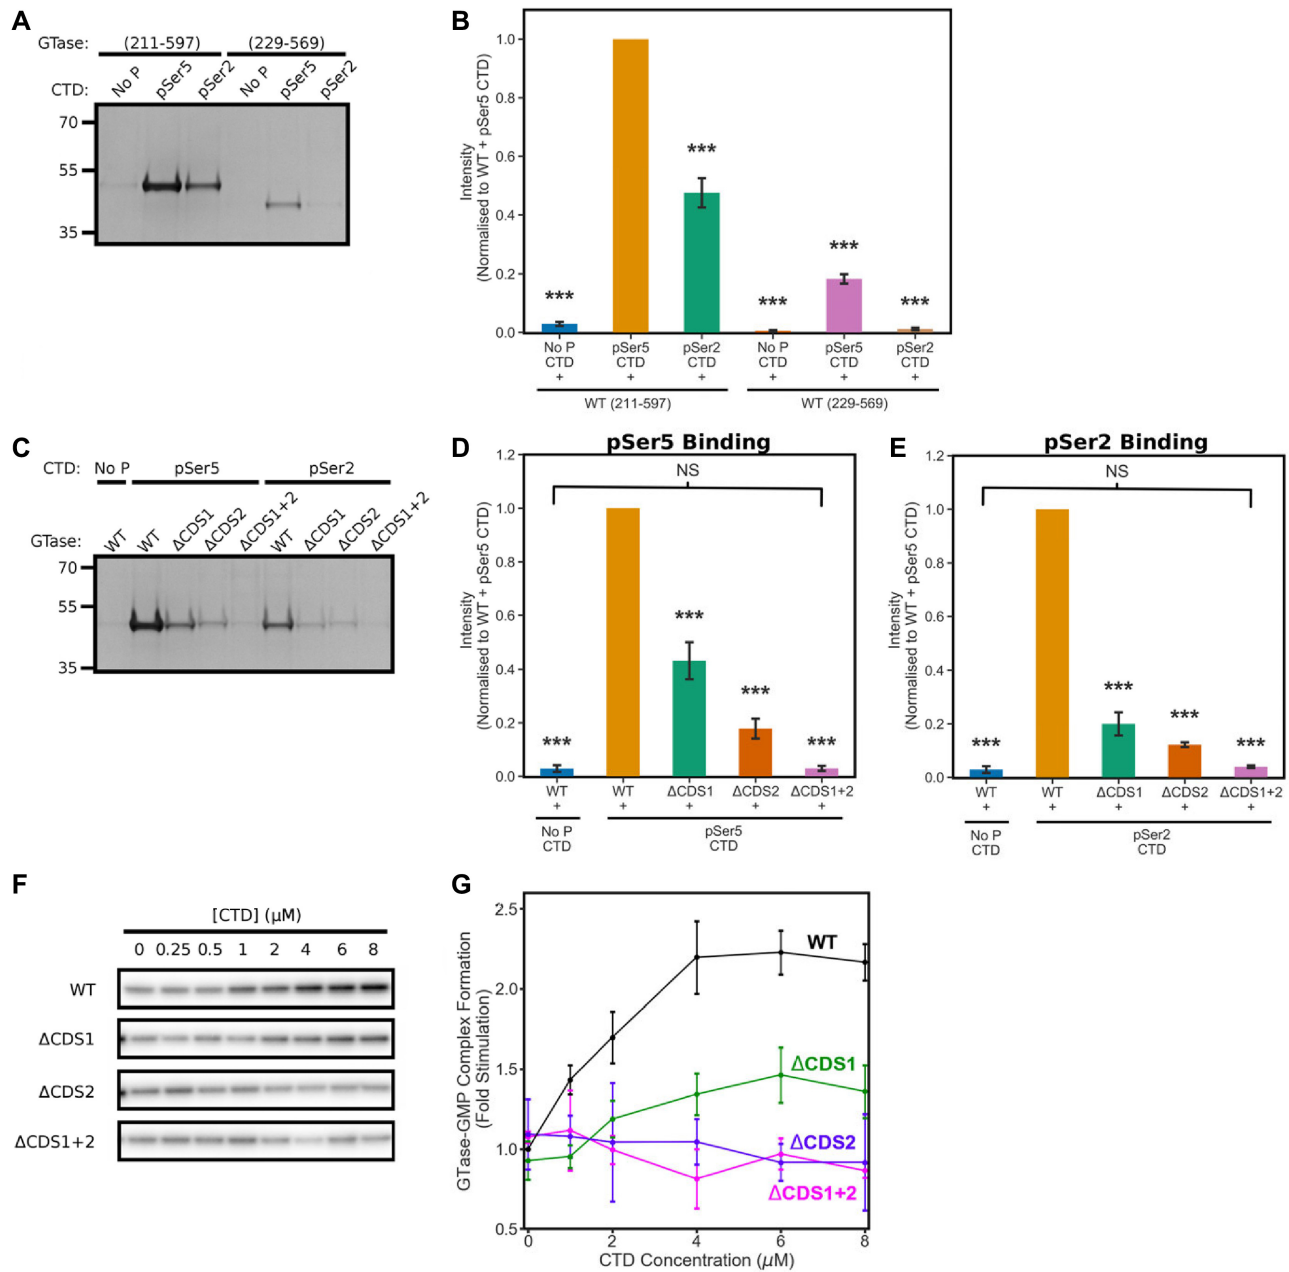 A
GTase: (211-597) (229-569)
CTD: No P pSer5 pSer2 No P pSer5 pSer2
70
55
35
B
Intensity
(Normalised to WT + pSer5 CTD)
1.0
0.8
0.6
0.4
0.2
0.0
*** *** *** *** ***
No P pSer5 pSer2 No P pSer5 pSer2
CTD CTD CTD CTD CTD CTD
+ + + + + +
WT (211-597) WT (229-569)
C
CTD: No P pSer5 pSer2
GTase: WT WT ΔCDS1 ΔCDS2 ΔCDS1+2 WT ΔCDS1 ΔCDS2 ΔCDS1+2
70
55
35
D
pSer5 Binding
Intensity
(Normalised to WT + pSer5 CTD)
1.2
1.0
0.8
0.6
0.4
0.2
0.0
NS
*** *** *** ***
WT WT ΔCDS1 ΔCDS2 ΔCDS1+2
+ + + + +
No P pSer5
CTD CTD
E
pSer2 Binding
Intensity
(Normalised to WT + pSer5 CTD)
1.2
1.0
0.8
0.6
0.4
0.2
0.0
NS
*** *** *** ***
WT WT ΔCDS1 ΔCDS2 ΔCDS1+2
+ + + + +
No P pSer2
CTD CTD
F
[CTD] (μM)
0 0.25 0.5 1 2 4 6 8
WT
ΔCDS1
ΔCDS2
ΔCDS1+2
G
GTase-GMP Complex Formation
(Fold Stimulation)
2.5
2.0
1.5
1.0
0.5
WT
ΔCDS1
ΔCDS2
ΔCDS1+2
0 2 4 6 8
CTD Concentration (μM)